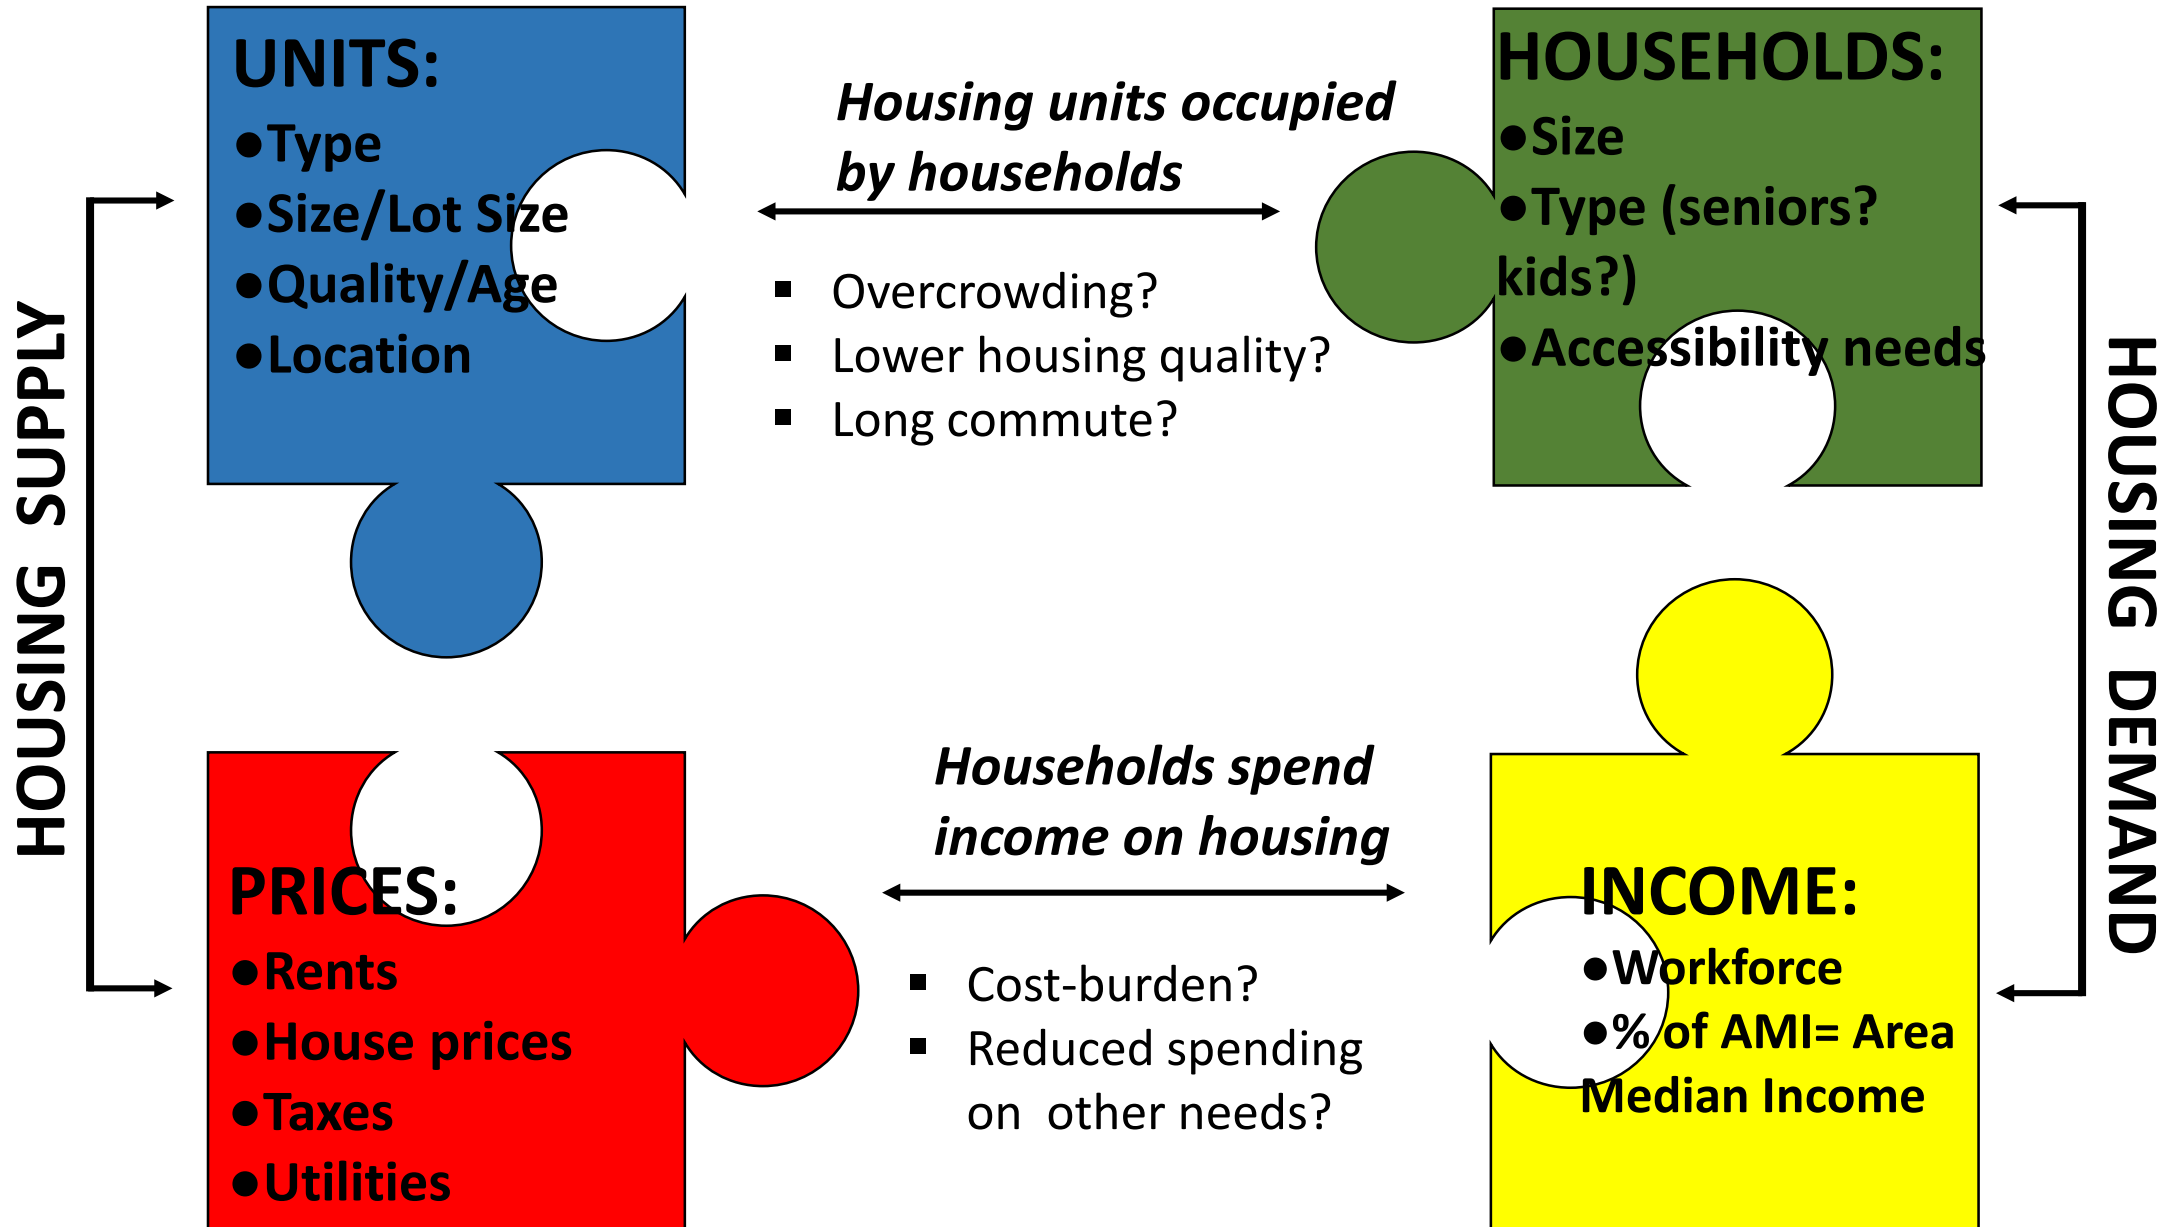 HOUSING SUPPLY
UNITS:
●Type
●Size/Lot Size
●Quality/Age
●Location
Housing units occupied
by households
▪ Overcrowding?
▪ Lower housing quality?
▪ Long commute?
HOUSEHOLDS:
●Size
●Type (seniors?
kids?)
●Accessibility needs
HOUSING DEMAND
PRICES:
●Rents
●House prices
●Taxes
●Utilities
Households spend
income on housing
▪ Cost-burden?
▪ Reduced spending
on other needs?
INCOME:
●Workforce
●% of AMI= Area
Median Income